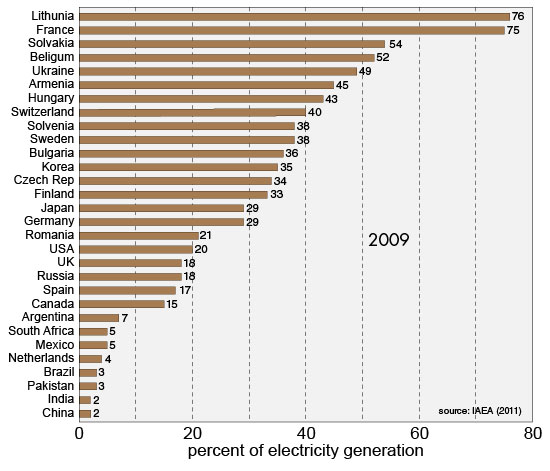 Lithunia 76
France 75
Solvakia 54
Beligum 52
Ukraine 49
Armenia 45
Hungary 43
Switzerland 40
Solvenia 38
Sweden 38
Bulgaria 36
Korea 35
Czech Rep 34
Finland 33
Japan 29
Germany 29
Romania 21
2009
USA 20
UK 18
Russia 18
Spain 17
Canada 15
Argentina 7
South Africa 5
Mexico 5
Netherlands 4
Brazil 3
Pakistan 3
India 2
China 2
source: IAEA (2011)
0 20 40 60 80
percent of electricity generation